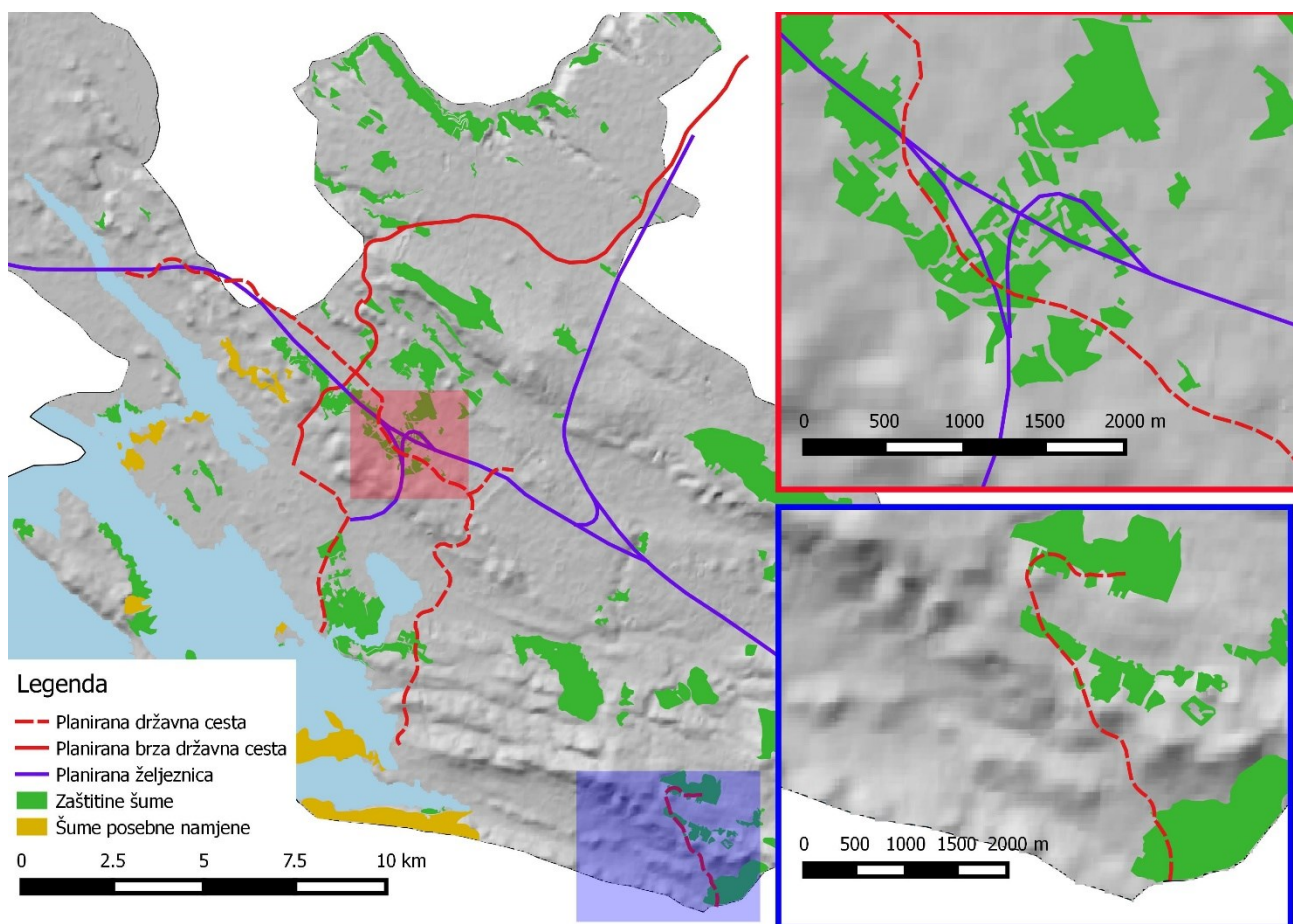 0 500 1000 1500 2000 m
0 500 1000 1500 2000 m
Legenda
Planirana državna cesta
Planirana brza državna cesta
Planirana željeznica
Zaštitine šume
Šume posebne namjene
0 2.5 5 7.5 10 km